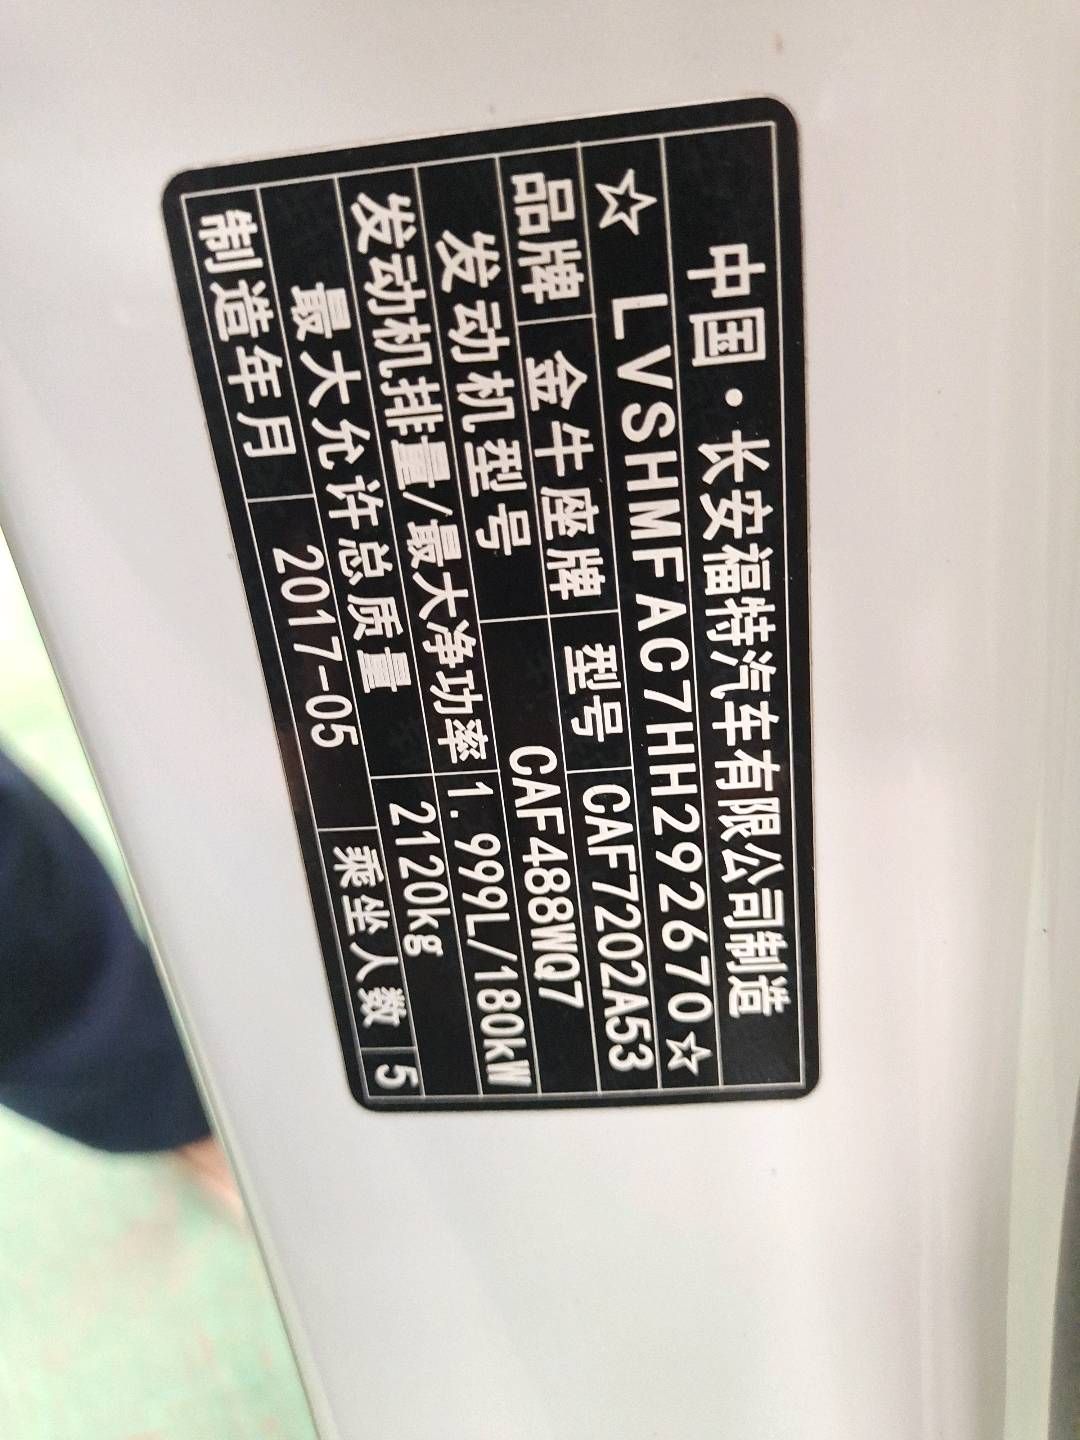 中国·长安福特汽车有限公司制造
☆ LVSHMFAC7HH292670☆
品牌 金牛座牌 型号 CAF7202A53
发动机型号 CAF488WQ7
发动机排量/最大净功率 1.999L/180kW
最大允许总质量 2120kg
制造年月 2017-05 乘坐人数 5